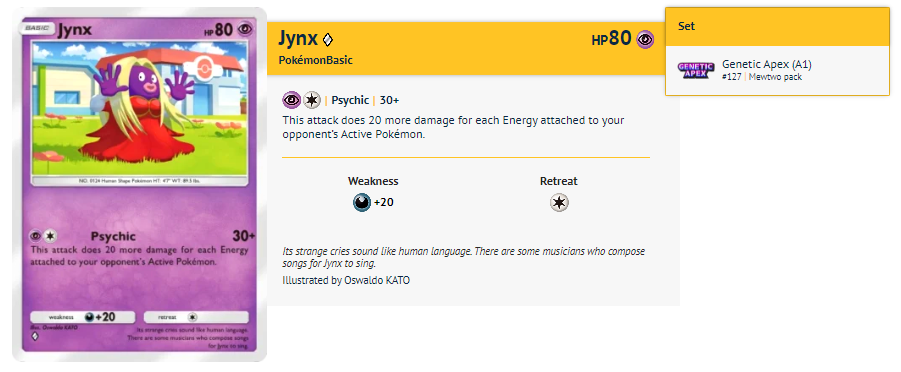 BASIC
Jynx
HP80
NO. 0124 Human Shape Pokémon HT: 4'7" WT: 89.5 lbs.
Psychic 30+
This attack does 20 more damage for each Energy
attached to your opponent's Active Pokémon.
weakness +20 retreat
Illus. Oswaldo KATO
Its strange cries sound like human language.
There are some musicians who compose songs
for Jynx to sing.
Jynx
HP80
PokémonBasic
| Psychic | 30+
This attack does 20 more damage for each Energy attached to your
opponent's Active Pokémon.
Weakness Retreat
+20
Its strange cries sound like human language. There are some musicians who compose
songs for Jynx to sing.
Illustrated by Oswaldo KATO
Set
GENETIC
APEX
Genetic Apex (A1)
#127 | Mewtwo pack